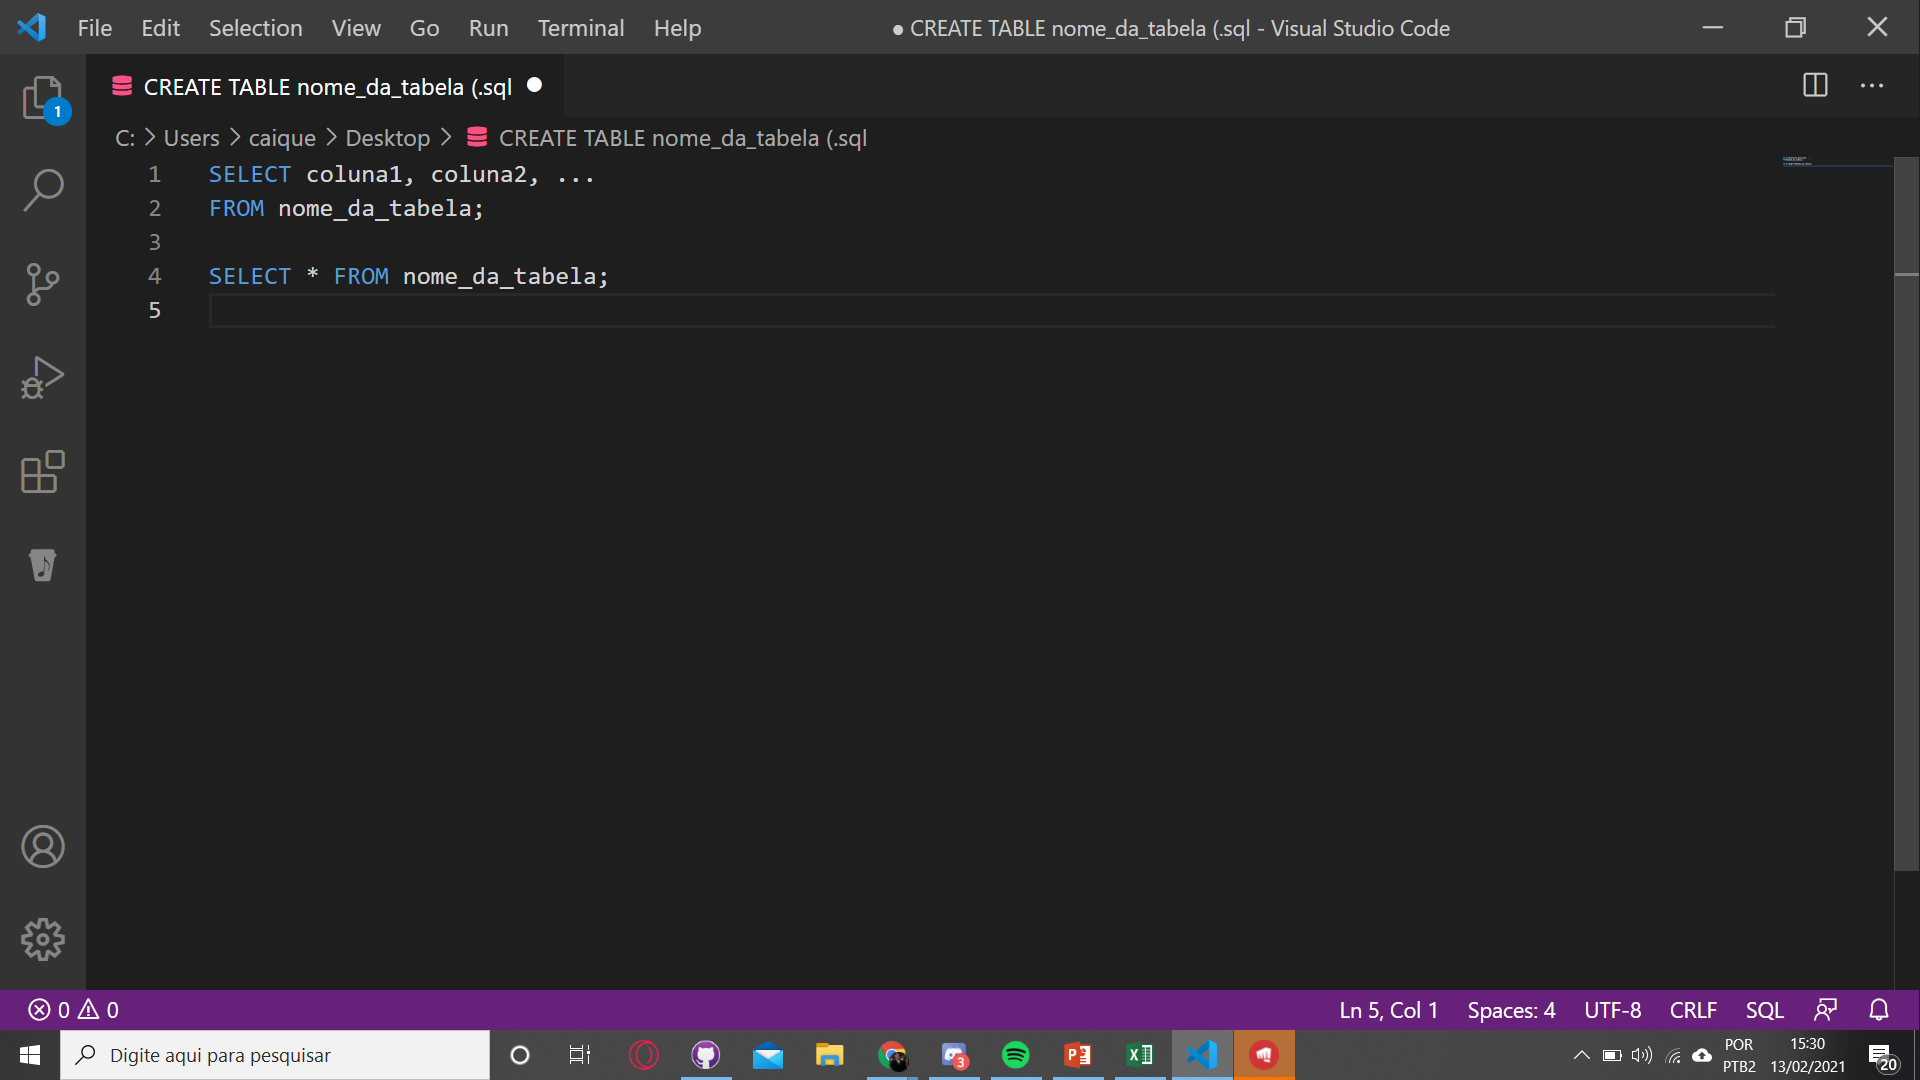 File Edit Selection View Go Run Terminal Help ● CREATE TABLE nome_da_tabela (.sql - Visual Studio Code
CREATE TABLE nome_da_tabela (.sql
1
C: > Users > caique > Desktop > CREATE TABLE nome_da_tabela (.sql
1 SELECT coluna1, coluna2, ...
2 FROM nome_da_tabela;
3
4 SELECT * FROM nome_da_tabela;
5
0 0 Ln 5, Col 1 Spaces: 4 UTF-8 CRLF SQL
Digite aqui para pesquisar
3
POR
PTB2
15:30
13/02/2021
20